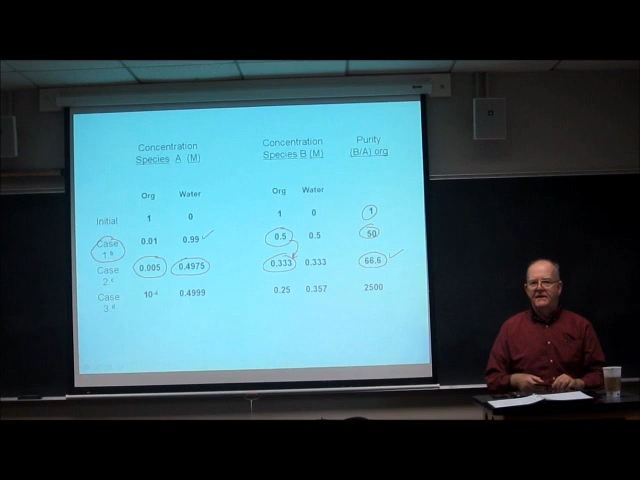 Concentration Concentration Purity
Species A (M) Species B (M) (B/A) org
Org Water Org Water
Initial 1 0 1 0 1
Case 0.01 0.99 0.5 0.5 50
1.b
Case 0.005 0.4975 0.333 0.333 66.6
2.c
Case 10-4 0.4999 0.25 0.357 2500
3.d